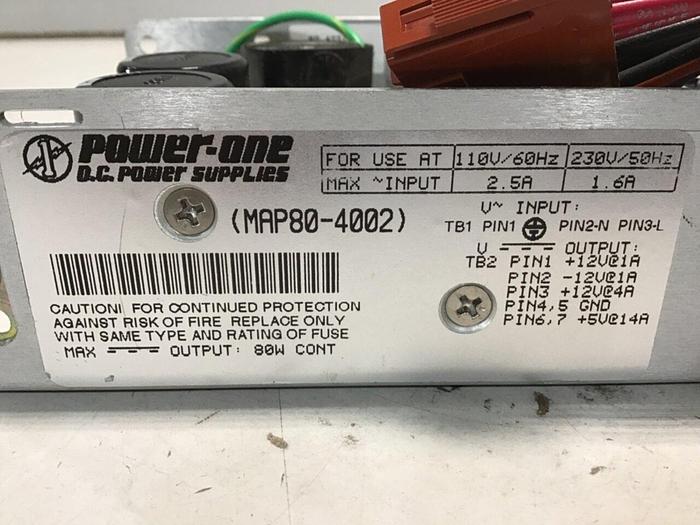 POWER-ONE
D.C. POWER SUPPLIES
FOR USE AT 110V/60Hz 230V/50Hz
MAX ~INPUT 2.5A 1.6A
(MAP80-4002)
V~ INPUT:
TB1 PIN1 PIN2-N PIN3-L
V OUTPUT:
TB2 PIN1 +12V@1A
PIN2 -12V@1A
PIN3 +12V@4A
PIN4,5 GND
PIN6,7 +5V@14A
CAUTION! FOR CONTINUED PROTECTION
AGAINST RISK OF FIRE REPLACE ONLY
WITH SAME TYPE AND RATING OF FUSE
MAX OUTPUT: 80W CONT